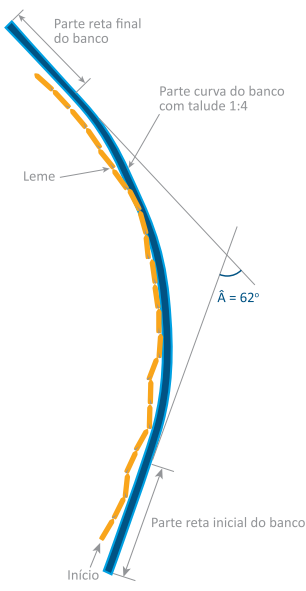 Parte reta final
do banco
Parte curva do banco
com talude 1:4
Leme
Â = 62º
Parte reta inicial do banco
Início